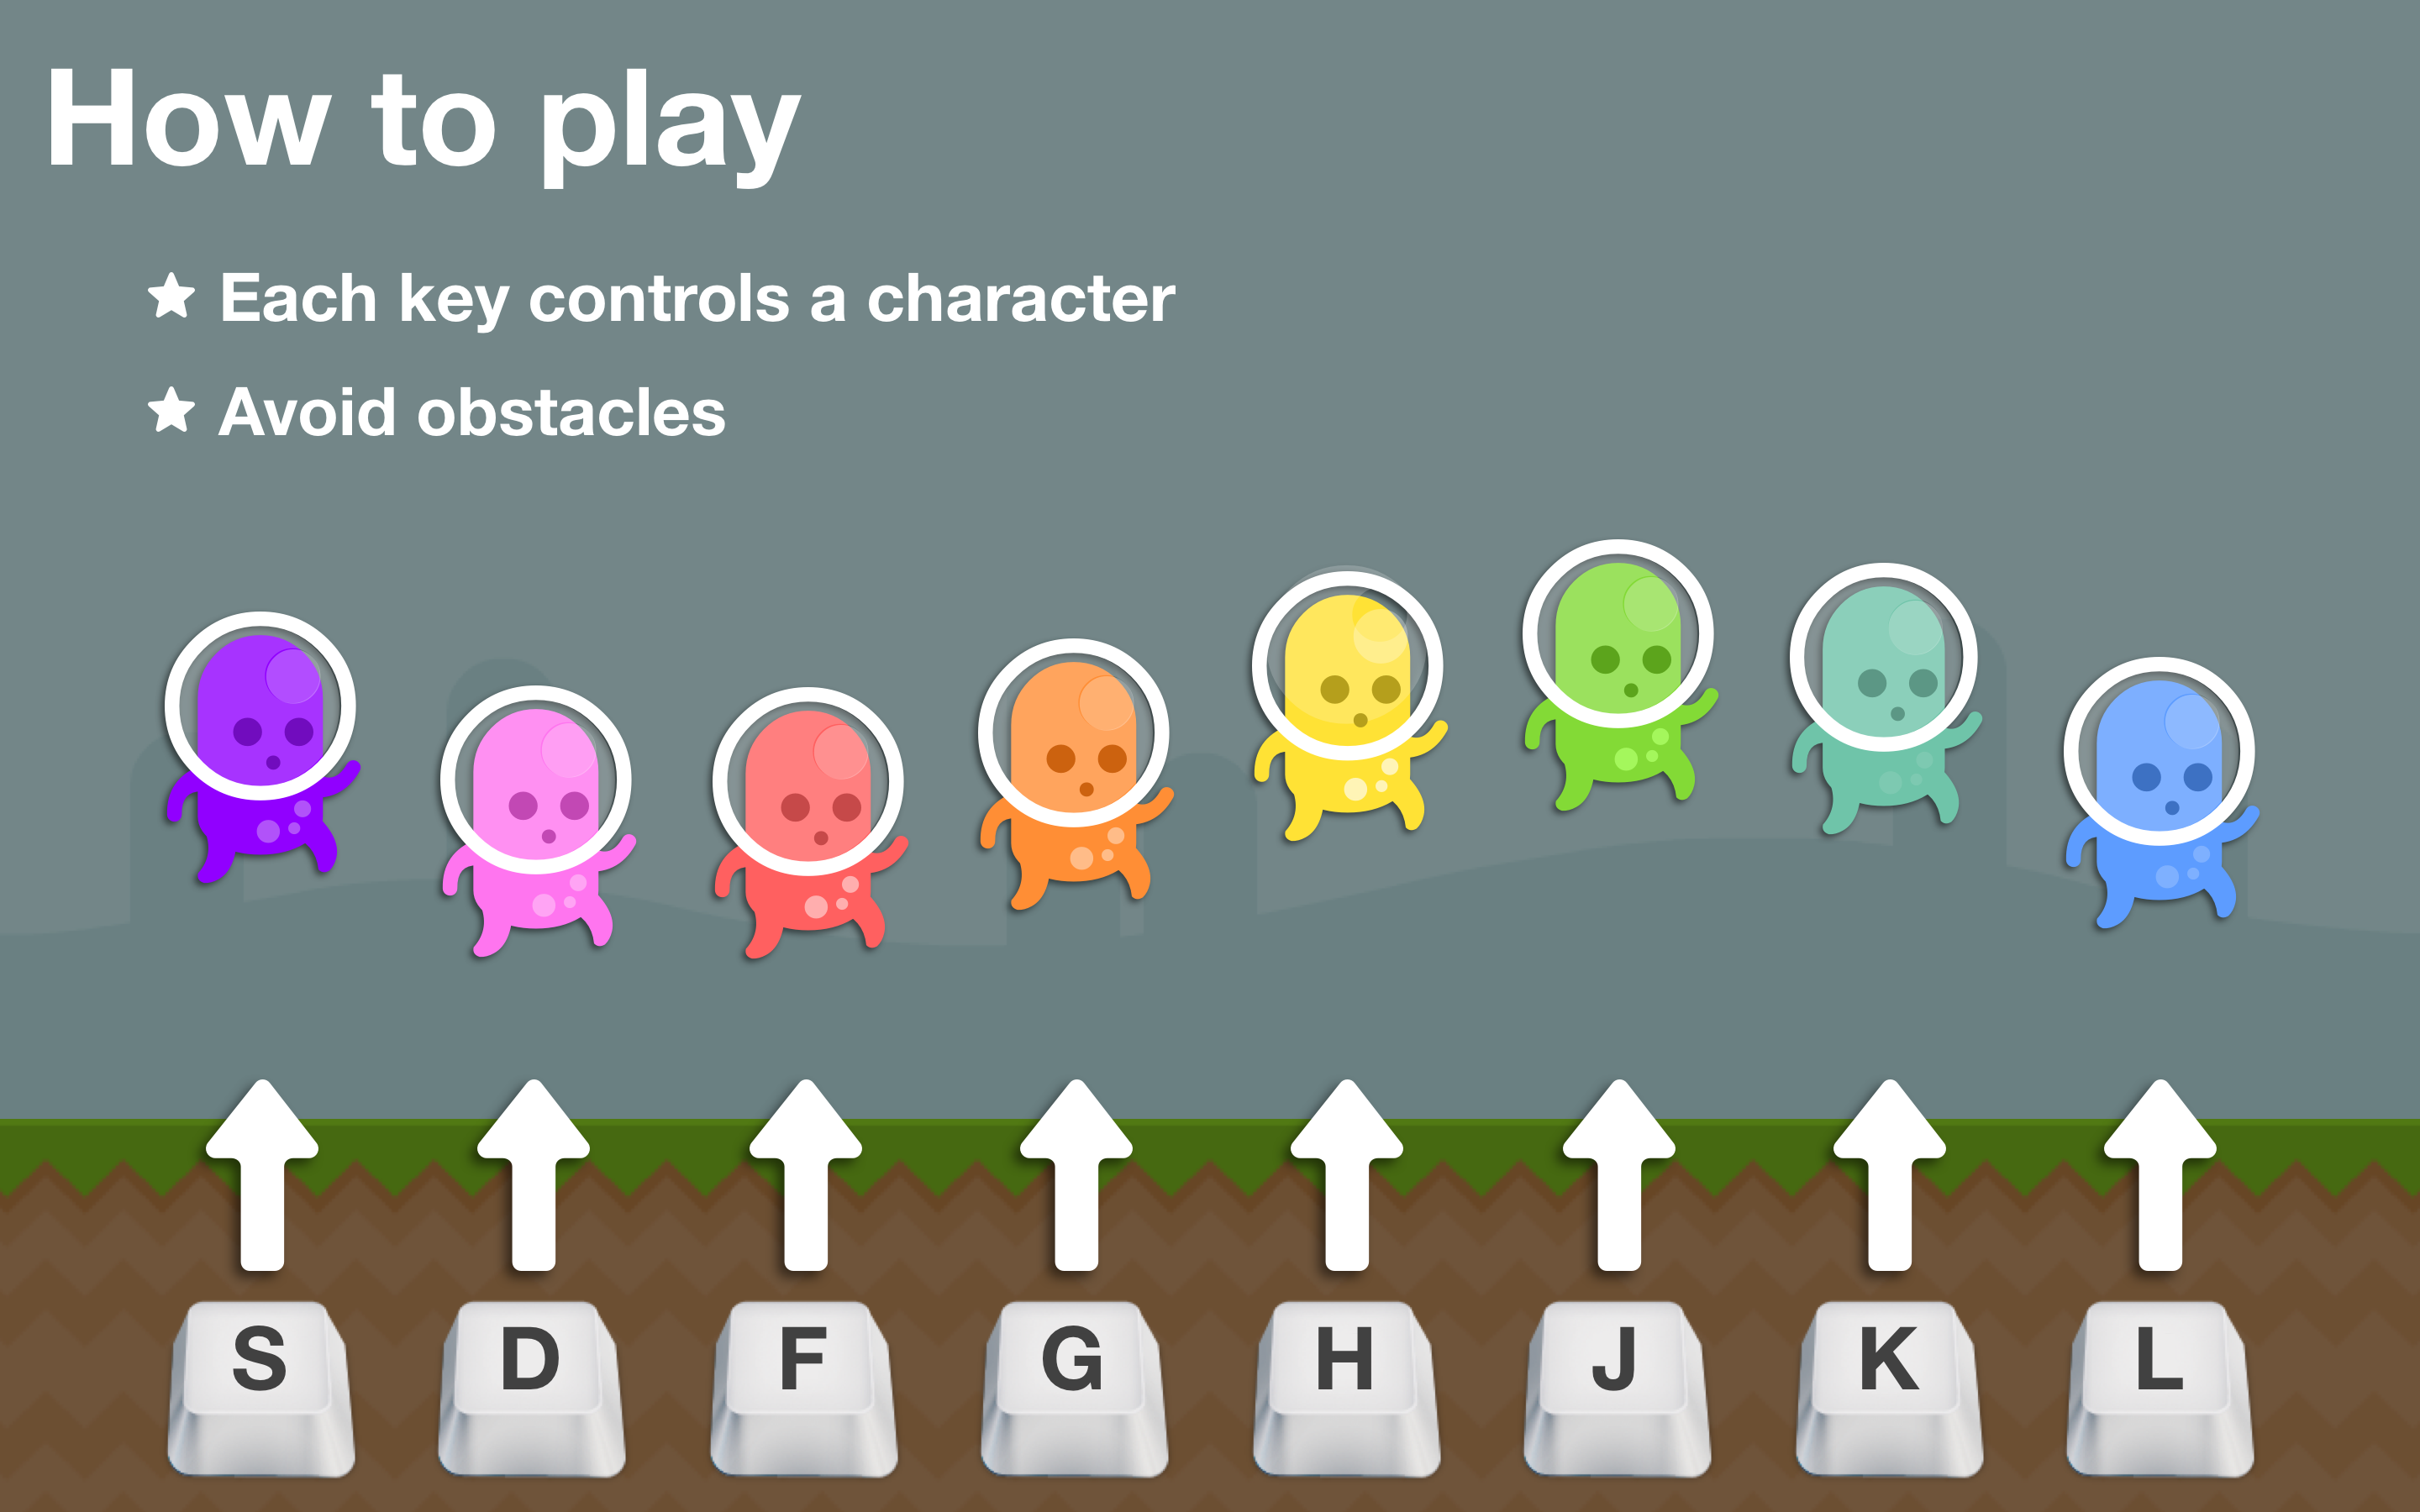 How to play
Each key controls a character
Avoid obstacles
S D F G H J K L